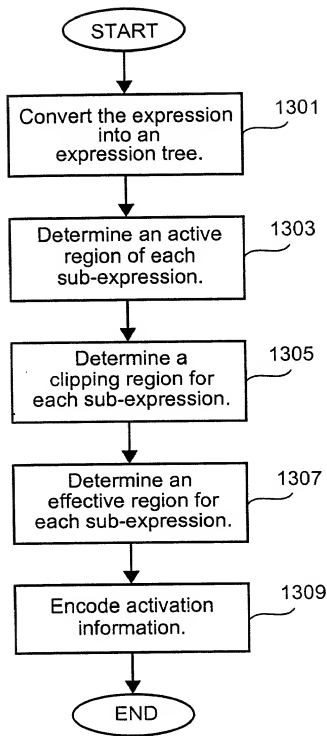 START
Convert the expression
into an
expression tree.
1301
Determine an active
region of each
sub-expression.
1303
Determine a
clipping region for
each sub-expression.
1305
Determine an
effective region for
each sub-expression.
1307
Encode activation
information.
1309
END